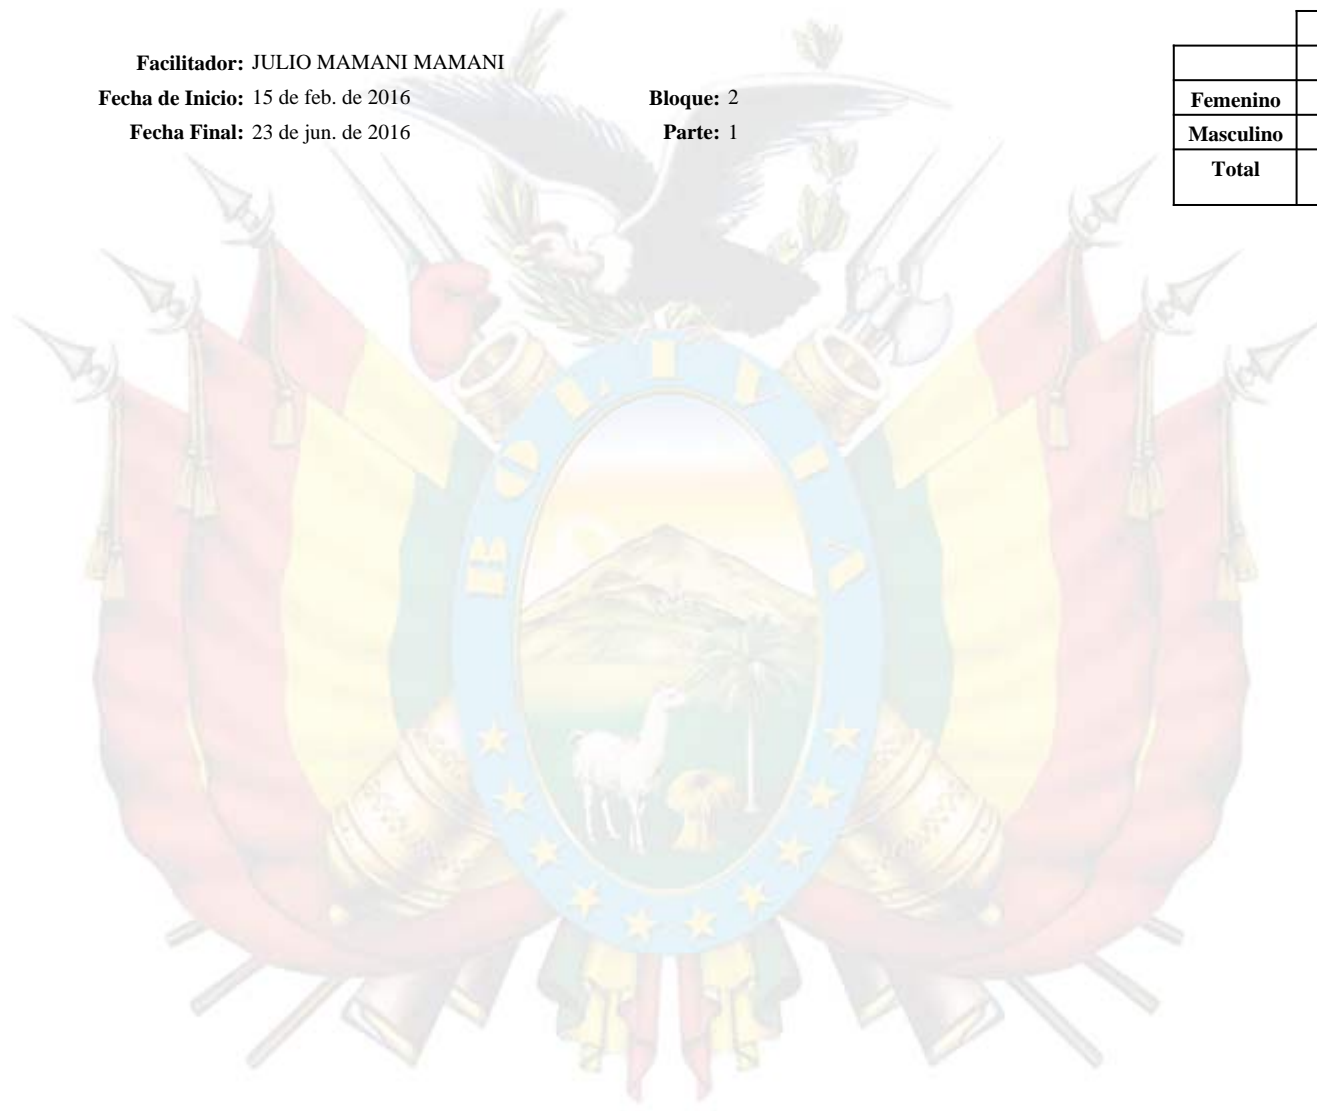 Facilitador: JULIO MAMANI MAMANI
Fecha de Inicio: 15 de feb. de 2016 Bloque: 2
Fecha Final: 23 de jun. de 2016 Parte: 1
Femenino
Masculino
Total
BOLIVIA